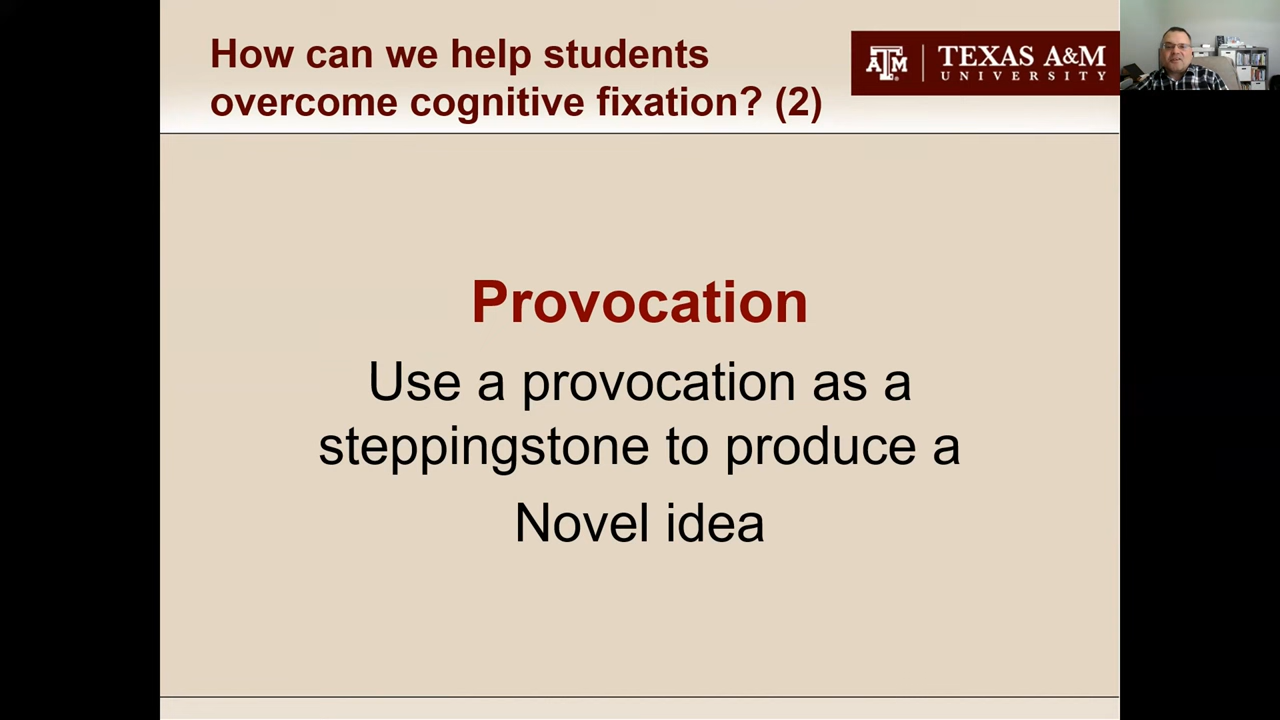 How can we help students
overcome cognitive fixation? (2)
ATM
TEXAS A&M
UNIVERSITY
Provocation
Use a provocation as a
steppingstone to produce a
Novel idea